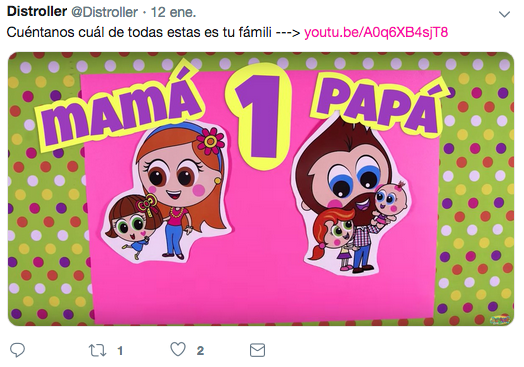 Distroller @Distroller · 12 ene.
Cuéntanos cuál de todas estas es tu fámili ---> youtu.be/A0q6XB4sjT8
MAMÁ 1 PAPÁ
1 2